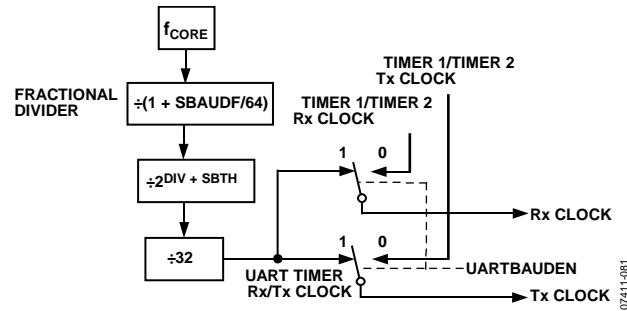 fCORE
FRACTIONAL
DIVIDER
÷(1 + SBAUDF/64)
÷2DIV + SBTH
÷32
TIMER 1/TIMER 2
Tx CLOCK
TIMER 1/TIMER 2
Rx CLOCK
1 0
Rx CLOCK
1 0
UART TIMER
Rx/Tx CLOCK
UARTBAUDEN
Tx CLOCK
07411-081